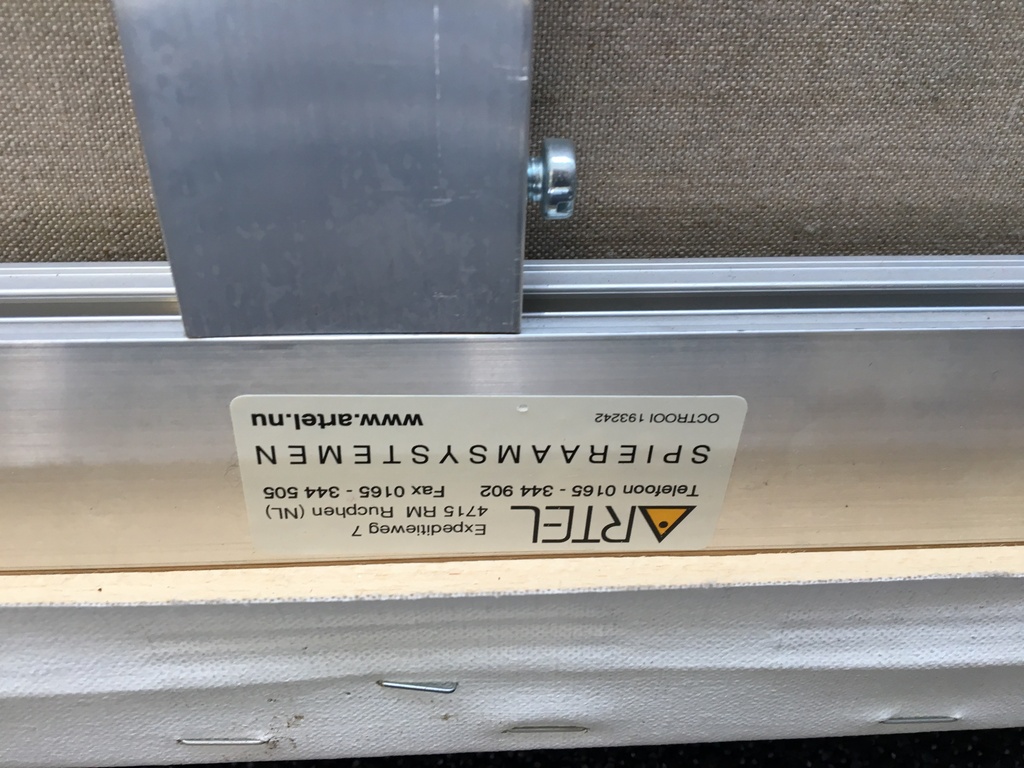 ARTEL
Expeditieweg 7
4715 RM Rucphen (NL)
Telefoon 0165 - 344 902 Fax 0165 - 344 505
SPIERAAMSYSTEMEN
OCTROOI 193242 www.artel.nu